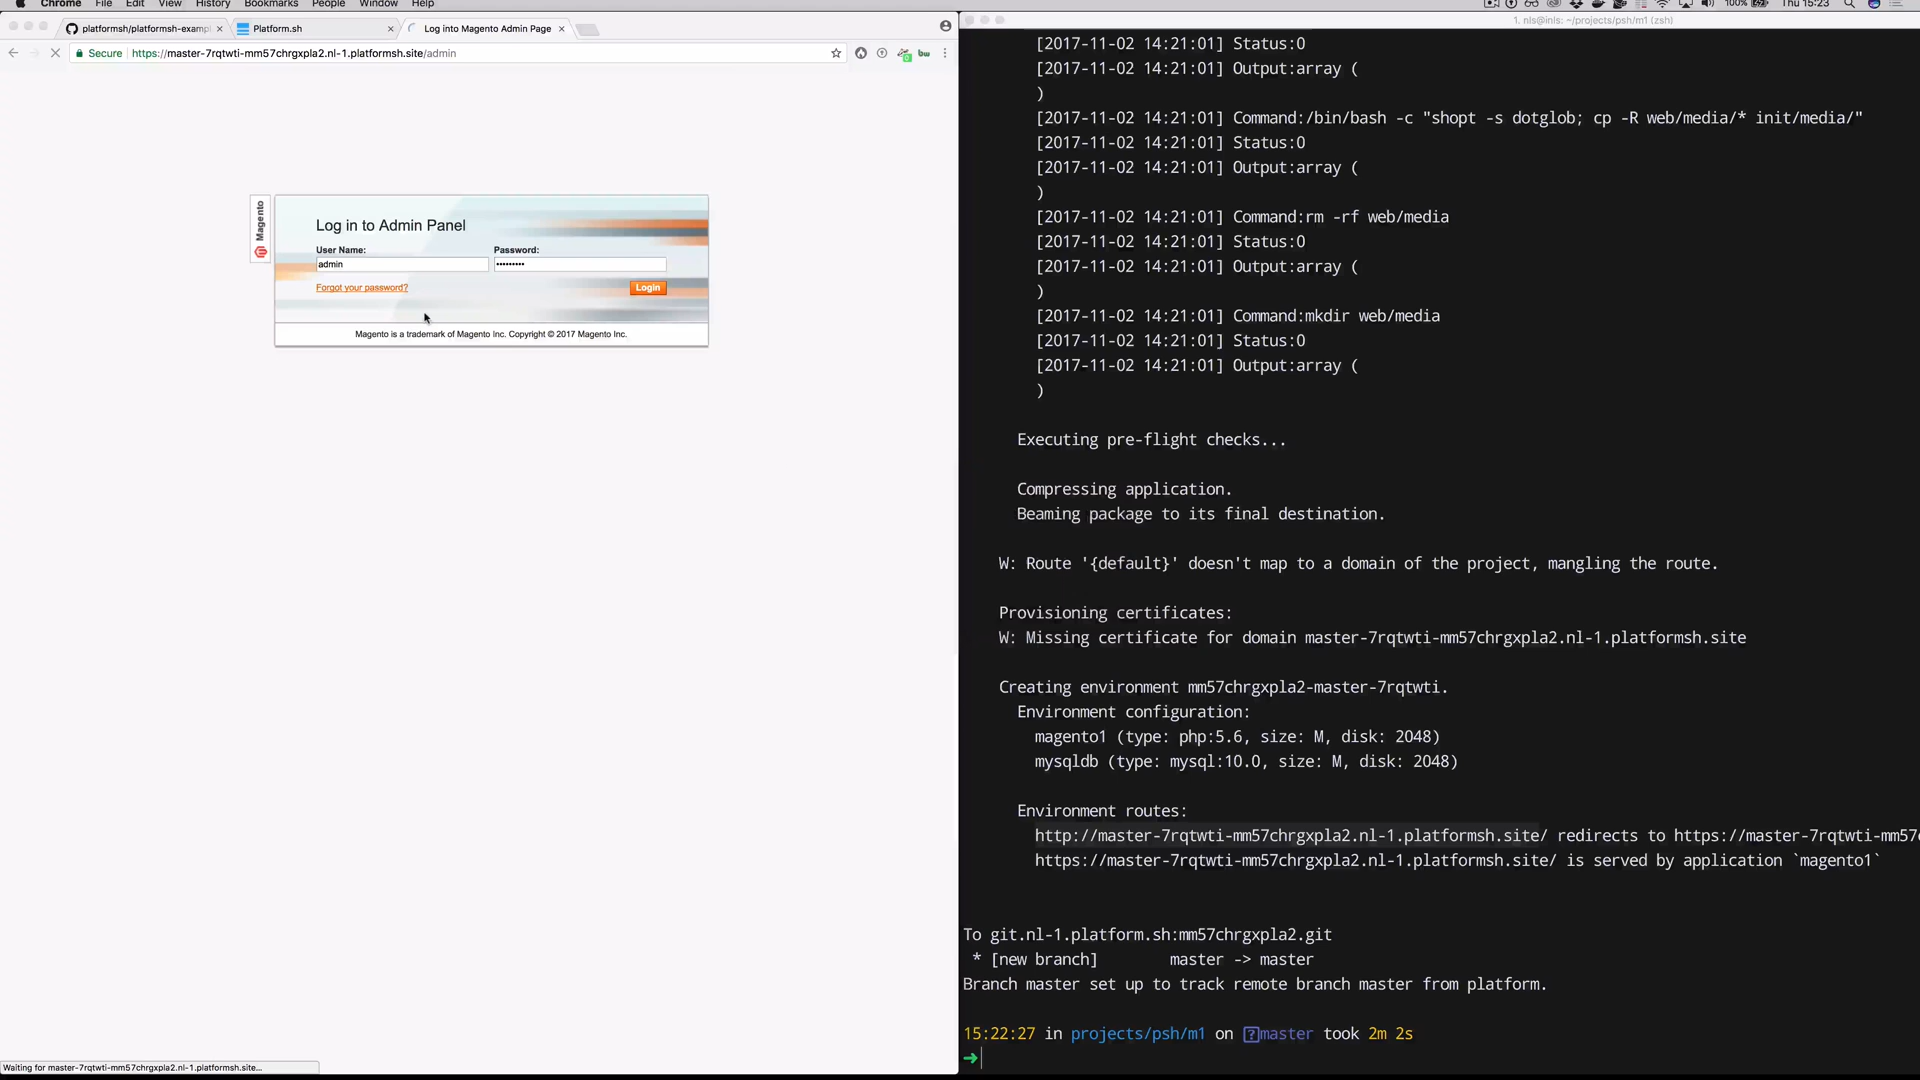 Chrome File Edit View History Bookmarks People Window Help
100% Thu 15:23
platformsh/platformsh-exampl
Platform.sh
Log into Magento Admin Page
Secure https://master-7rqtwti-mm57chrgxpla2.nl-1.platformsh.site/admin
Magento
Log in to Admin Panel
User Name:
Password:
admin
•••••••••
Forgot your password?
Login
Magento is a trademark of Magento Inc. Copyright © 2017 Magento Inc.
Waiting for master-7rqtwti-mm57chrgxpla2.nl-1.platformsh.site...
1. nls@inls: ~/projects/psh/m1 (zsh)
[2017-11-02 14:21:01] Status:0
[2017-11-02 14:21:01] Output:array (
)
[2017-11-02 14:21:01] Command:/bin/bash -c "shopt -s dotglob; cp -R web/media/* init/media/"
[2017-11-02 14:21:01] Status:0
[2017-11-02 14:21:01] Output:array (
)
[2017-11-02 14:21:01] Command:rm -rf web/media
[2017-11-02 14:21:01] Status:0
[2017-11-02 14:21:01] Output:array (
)
[2017-11-02 14:21:01] Command:mkdir web/media
[2017-11-02 14:21:01] Status:0
[2017-11-02 14:21:01] Output:array (
)
Executing pre-flight checks...
Compressing application.
Beaming package to its final destination.
W: Route '{default}' doesn't map to a domain of the project, mangling the route.
Provisioning certificates:
W: Missing certificate for domain master-7rqtwti-mm57chrgxpla2.nl-1.platformsh.site
Creating environment mm57chrgxpla2-master-7rqtwti.
Environment configuration:
magento1 (type: php:5.6, size: M, disk: 2048)
mysqldb (type: mysql:10.0, size: M, disk: 2048)
Environment routes:
http://master-7rqtwti-mm57chrgxpla2.nl-1.platformsh.site/ redirects to https://master-7rqtwti-mm57c
https://master-7rqtwti-mm57chrgxpla2.nl-1.platformsh.site/ is served by application `magento1`
To git.nl-1.platform.sh:mm57chrgxpla2.git
* [new branch] master -> master
Branch master set up to track remote branch master from platform.
15:22:27 in projects/psh/m1 on master took 2m 2s
➜